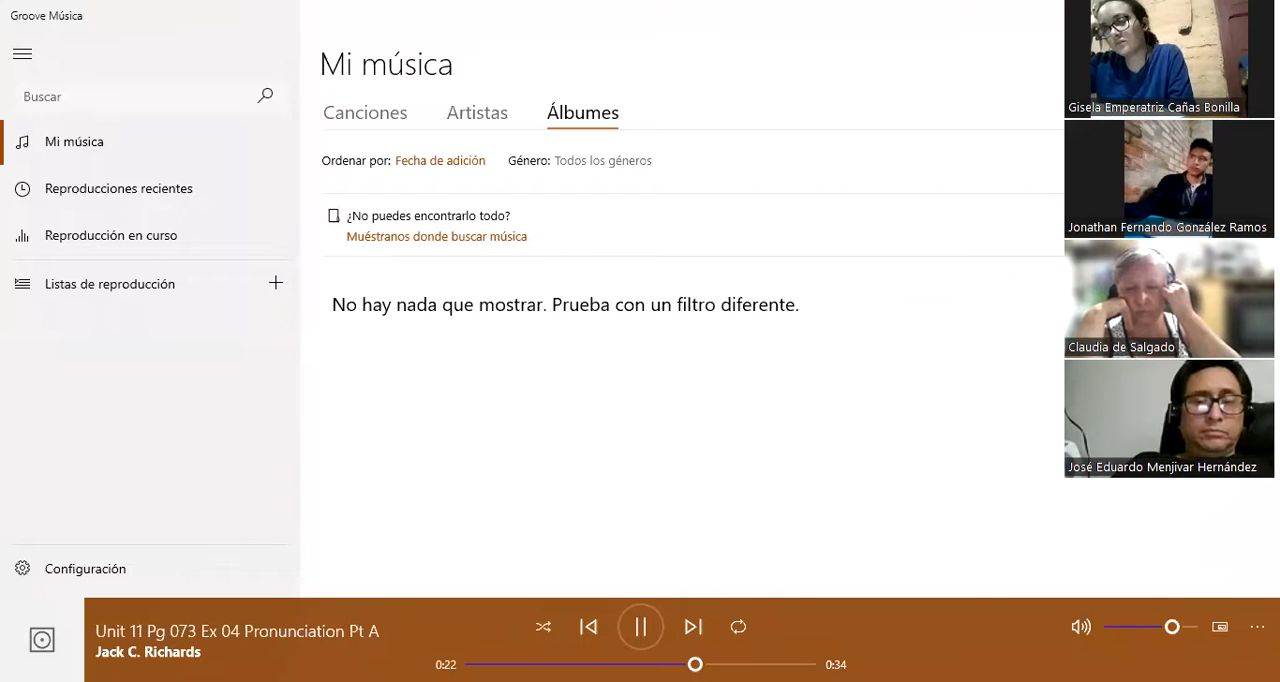 Groove Música
Buscar
Mi música
Reproducciones recientes
Reproducción en curso
Listas de reproducción
Configuración
Mi música
Canciones Artistas Álbumes
Ordenar por: Fecha de adición Género: Todos los géneros
¿No puedes encontrarlo todo?
Muéstranos donde buscar música
No hay nada que mostrar. Prueba con un filtro diferente.
Gisela Emperatriz Cañas Bonilla
Jonathan Fernando González Ramos
Claudia de Salgado
José Eduardo Menjivar Hernández
Unit 11 Pg 073 Ex 04 Pronunciation Pt A
Jack C. Richards
0:22 0:34